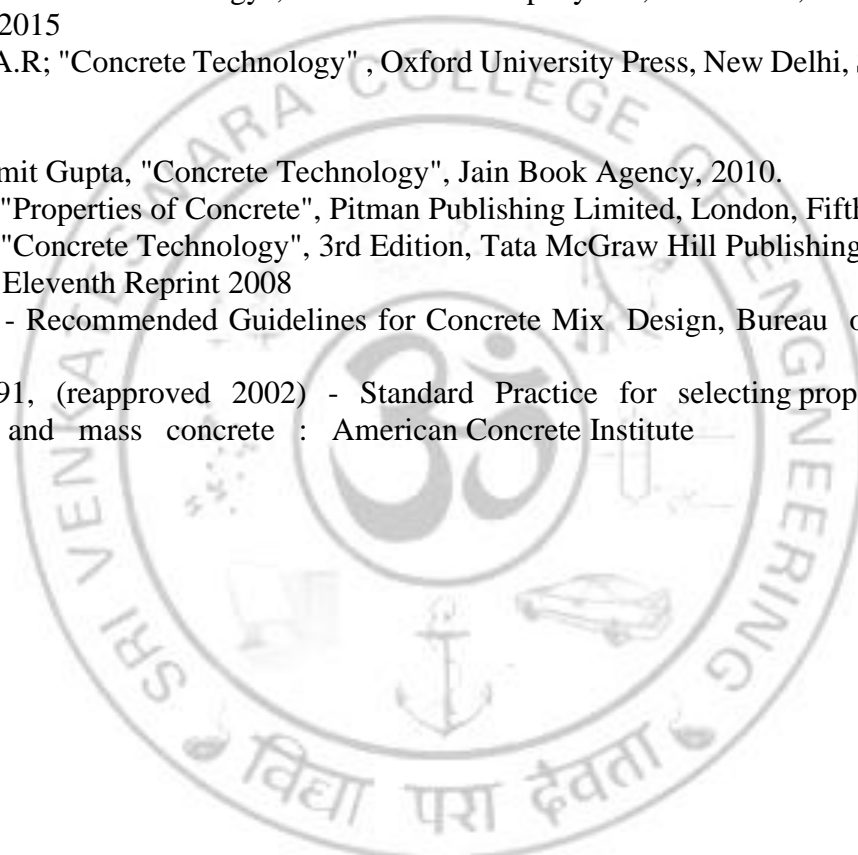 2015
A.R; "Concrete Technology" , Oxford University Press, New Delhi,
mit Gupta, "Concrete Technology", Jain Book Agency, 2010.
"Properties of Concrete", Pitman Publishing Limited, London, Fifth
"Concrete Technology", 3rd Edition, Tata McGraw Hill Publishing
Eleventh Reprint 2008
- Recommended Guidelines for Concrete Mix Design, Bureau o
91, (reapproved 2002) - Standard Practice for selecting prop
and mass concrete : American Concrete Institute
SRI VENKATESWARA COLLEGE OF ENGINEERING
ॐ
विद्या परा देवता